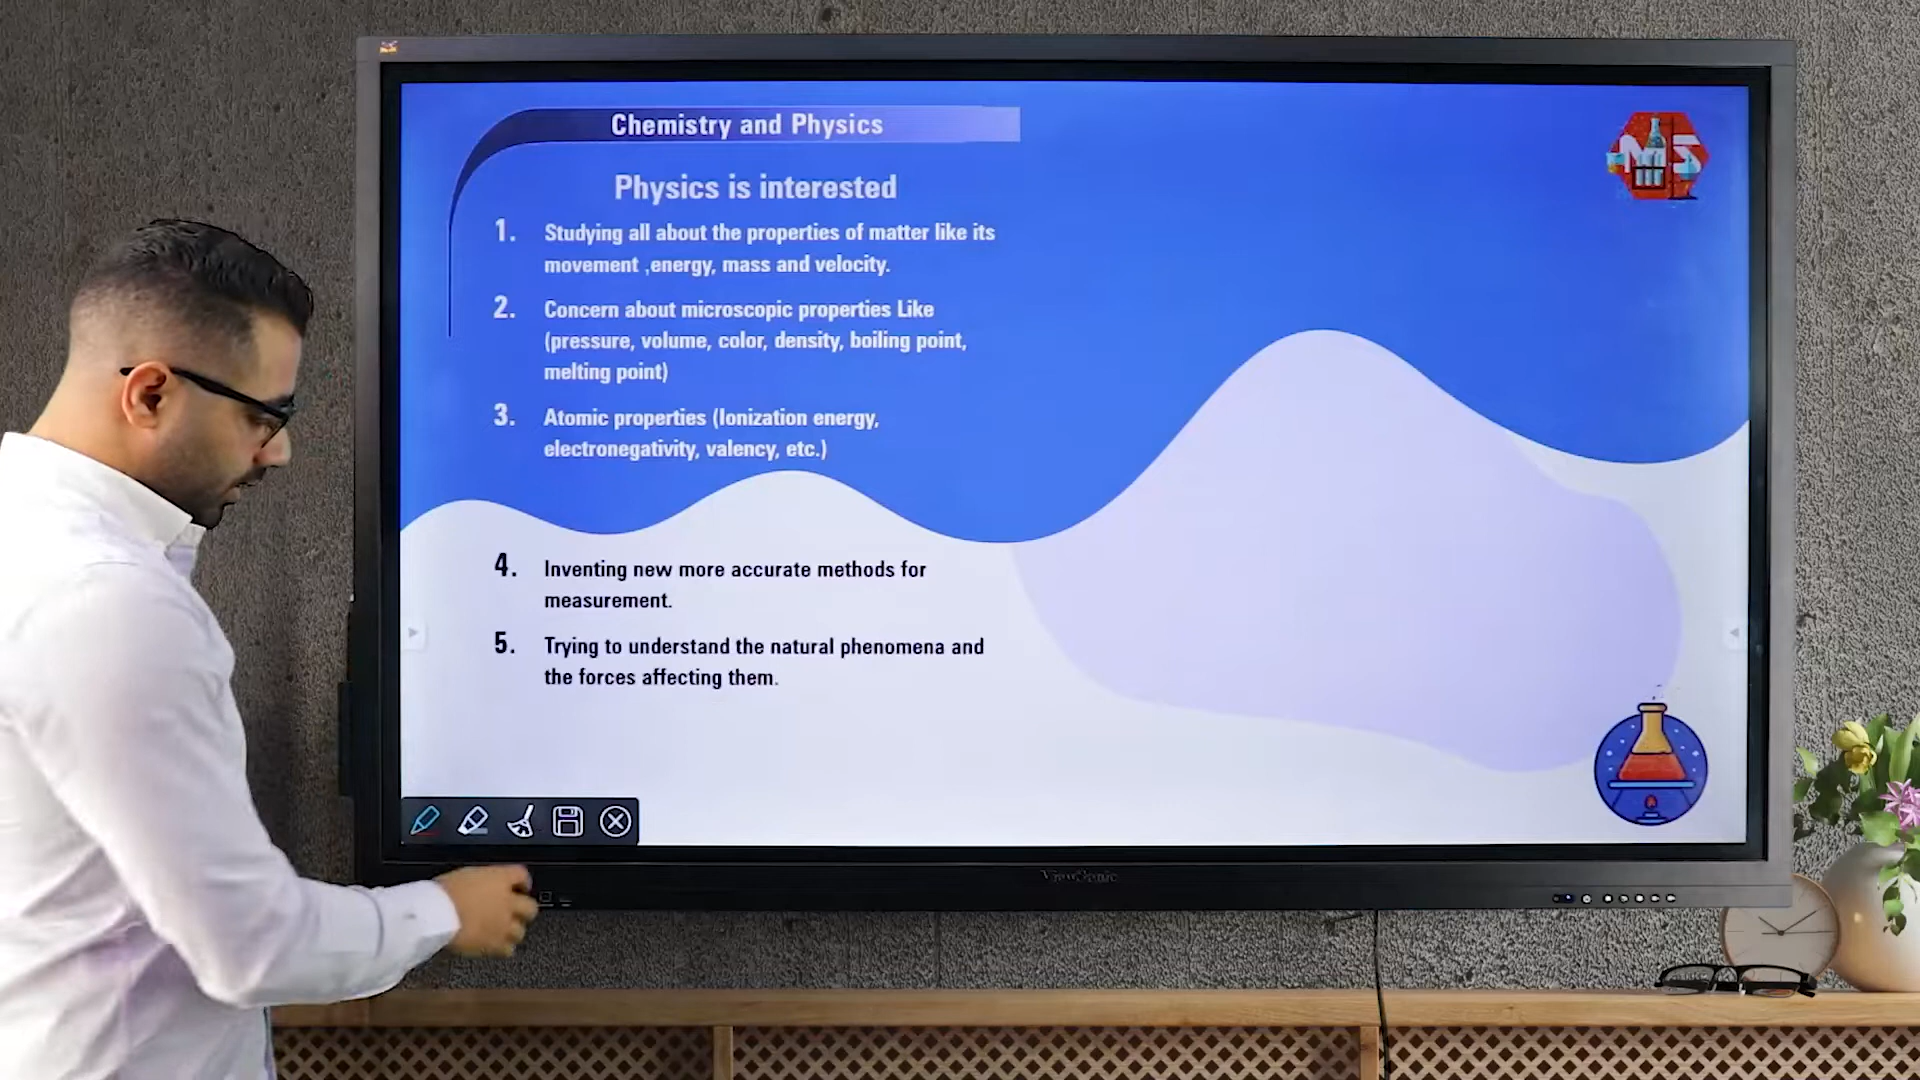 Chemistry and Physics
MS
Physics is interested
1. Studying all about the properties of matter like its
movement ,energy, mass and velocity.
2. Concern about microscopic properties Like
(pressure, volume, color, density, boiling point,
melting point)
3. Atomic properties (Ionization energy,
electronegativity, valency, etc.)
4. Inventing new more accurate methods for
measurement.
5. Trying to understand the natural phenomena and
the forces affecting them.
ViewSonic